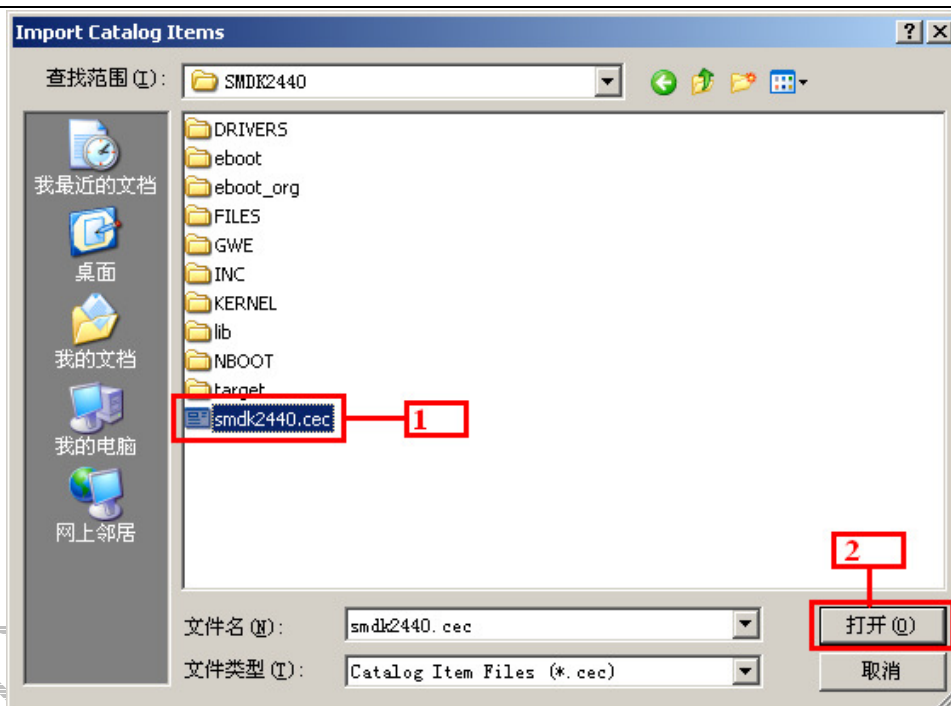 Import Catalog Items
查找范围(I):
SMDK2440
DRIVERS
eboot
eboot_org
FILES
GWE
INC
KERNEL
lib
NBOOT
target
smdk2440.cec
1
我最近的文档
桌面
我的文档
我的电脑
网上邻居
2
文件名(N):
smdk2440.cec
打开(O)
文件类型(T):
Catalog Item Files (*.cec)
取消